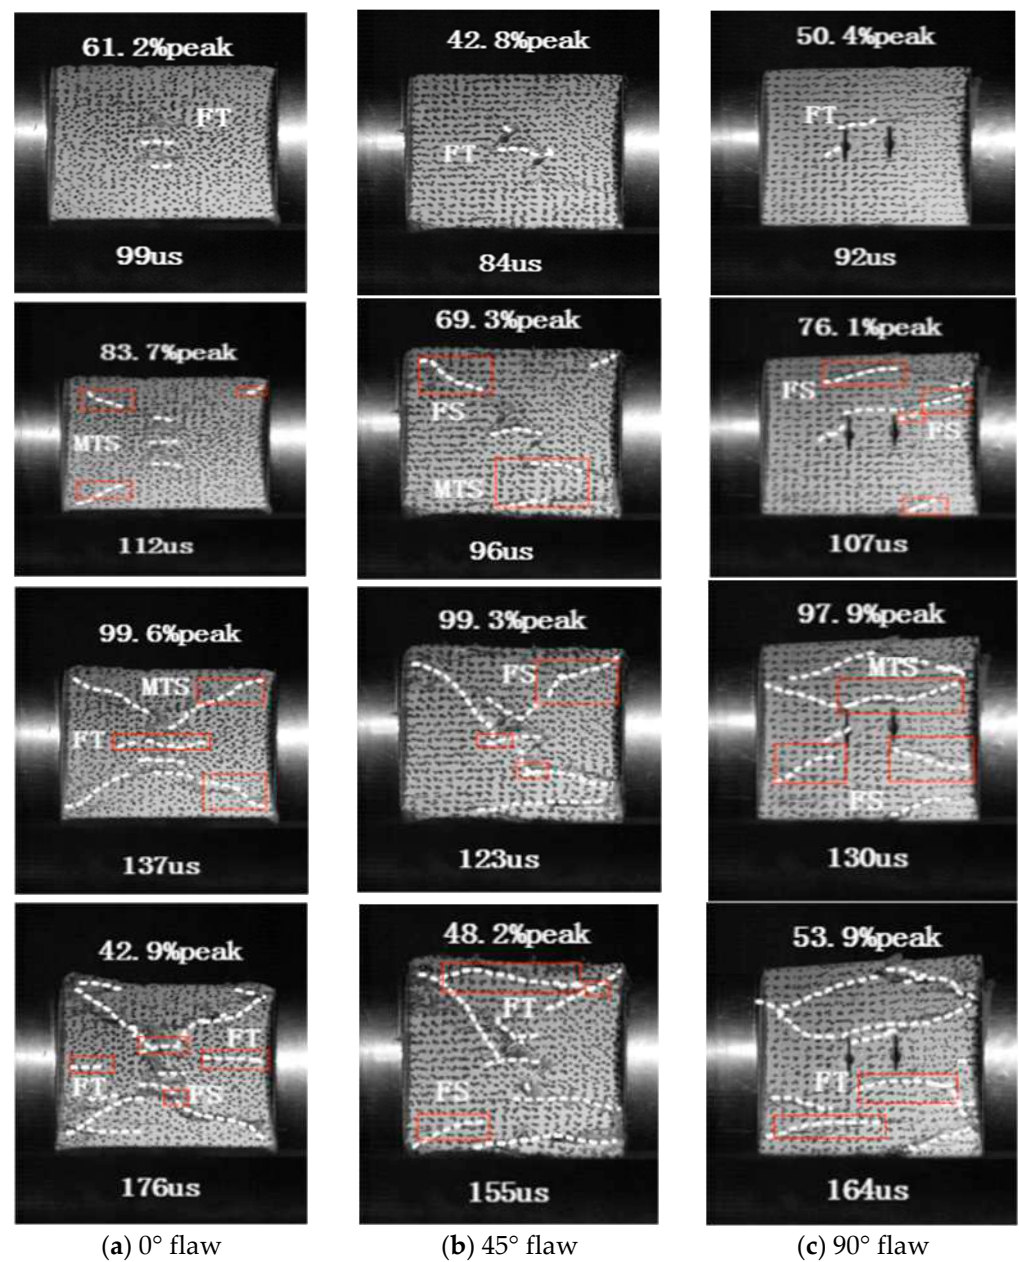 61.2%peak
FT
99us
42.8%peak
FT
84us
50.4%peak
FT
92us
83.7%peak
MTS
112us
69.3%peak
FS
MTS
96us
76.1%peak
FS
FS
107us
99.6%peak
MTS
FT
137us
99.3%peak
FS
123us
97.9%peak
MTS
FS
130us
42.9%peak
FT
FT
FS
176us
48.2%peak
FT
FS
155us
53.9%peak
FT
164us
(a) 0° flaw
(b) 45° flaw
(c) 90° flaw